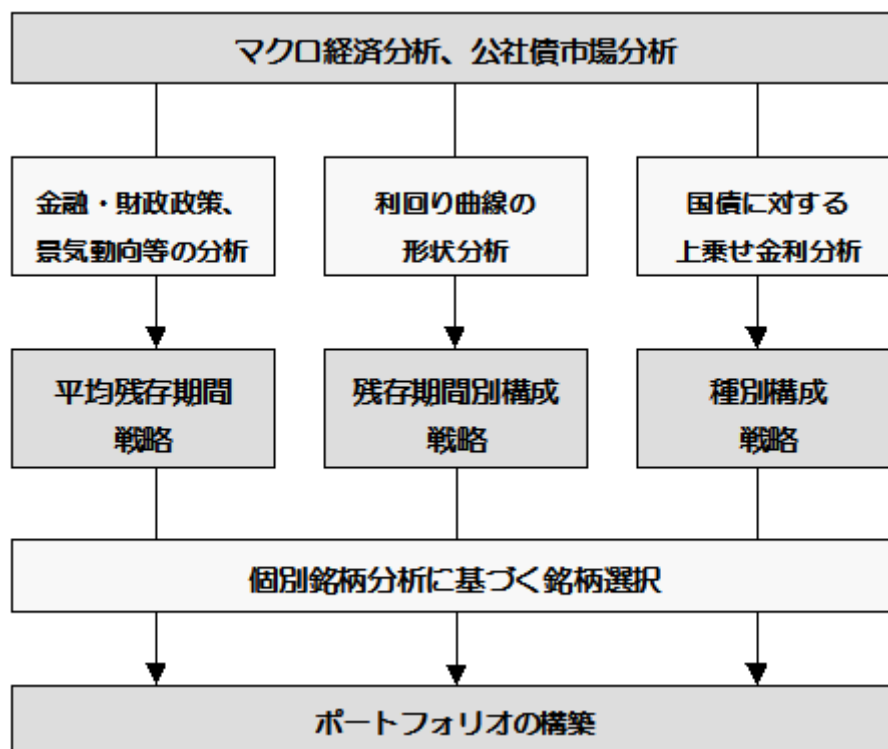 マクロ経済分析、公社債市場分析
金融・財政政策、
景気動向等の分析
利回り曲線の
形状分析
国債に対する
上乗せ金利分析
平均残存期間
戦略
残存期間別構成
戦略
種別構成
戦略
個別銘柄分析に基づく銘柄選択
ポートフォリオの構築